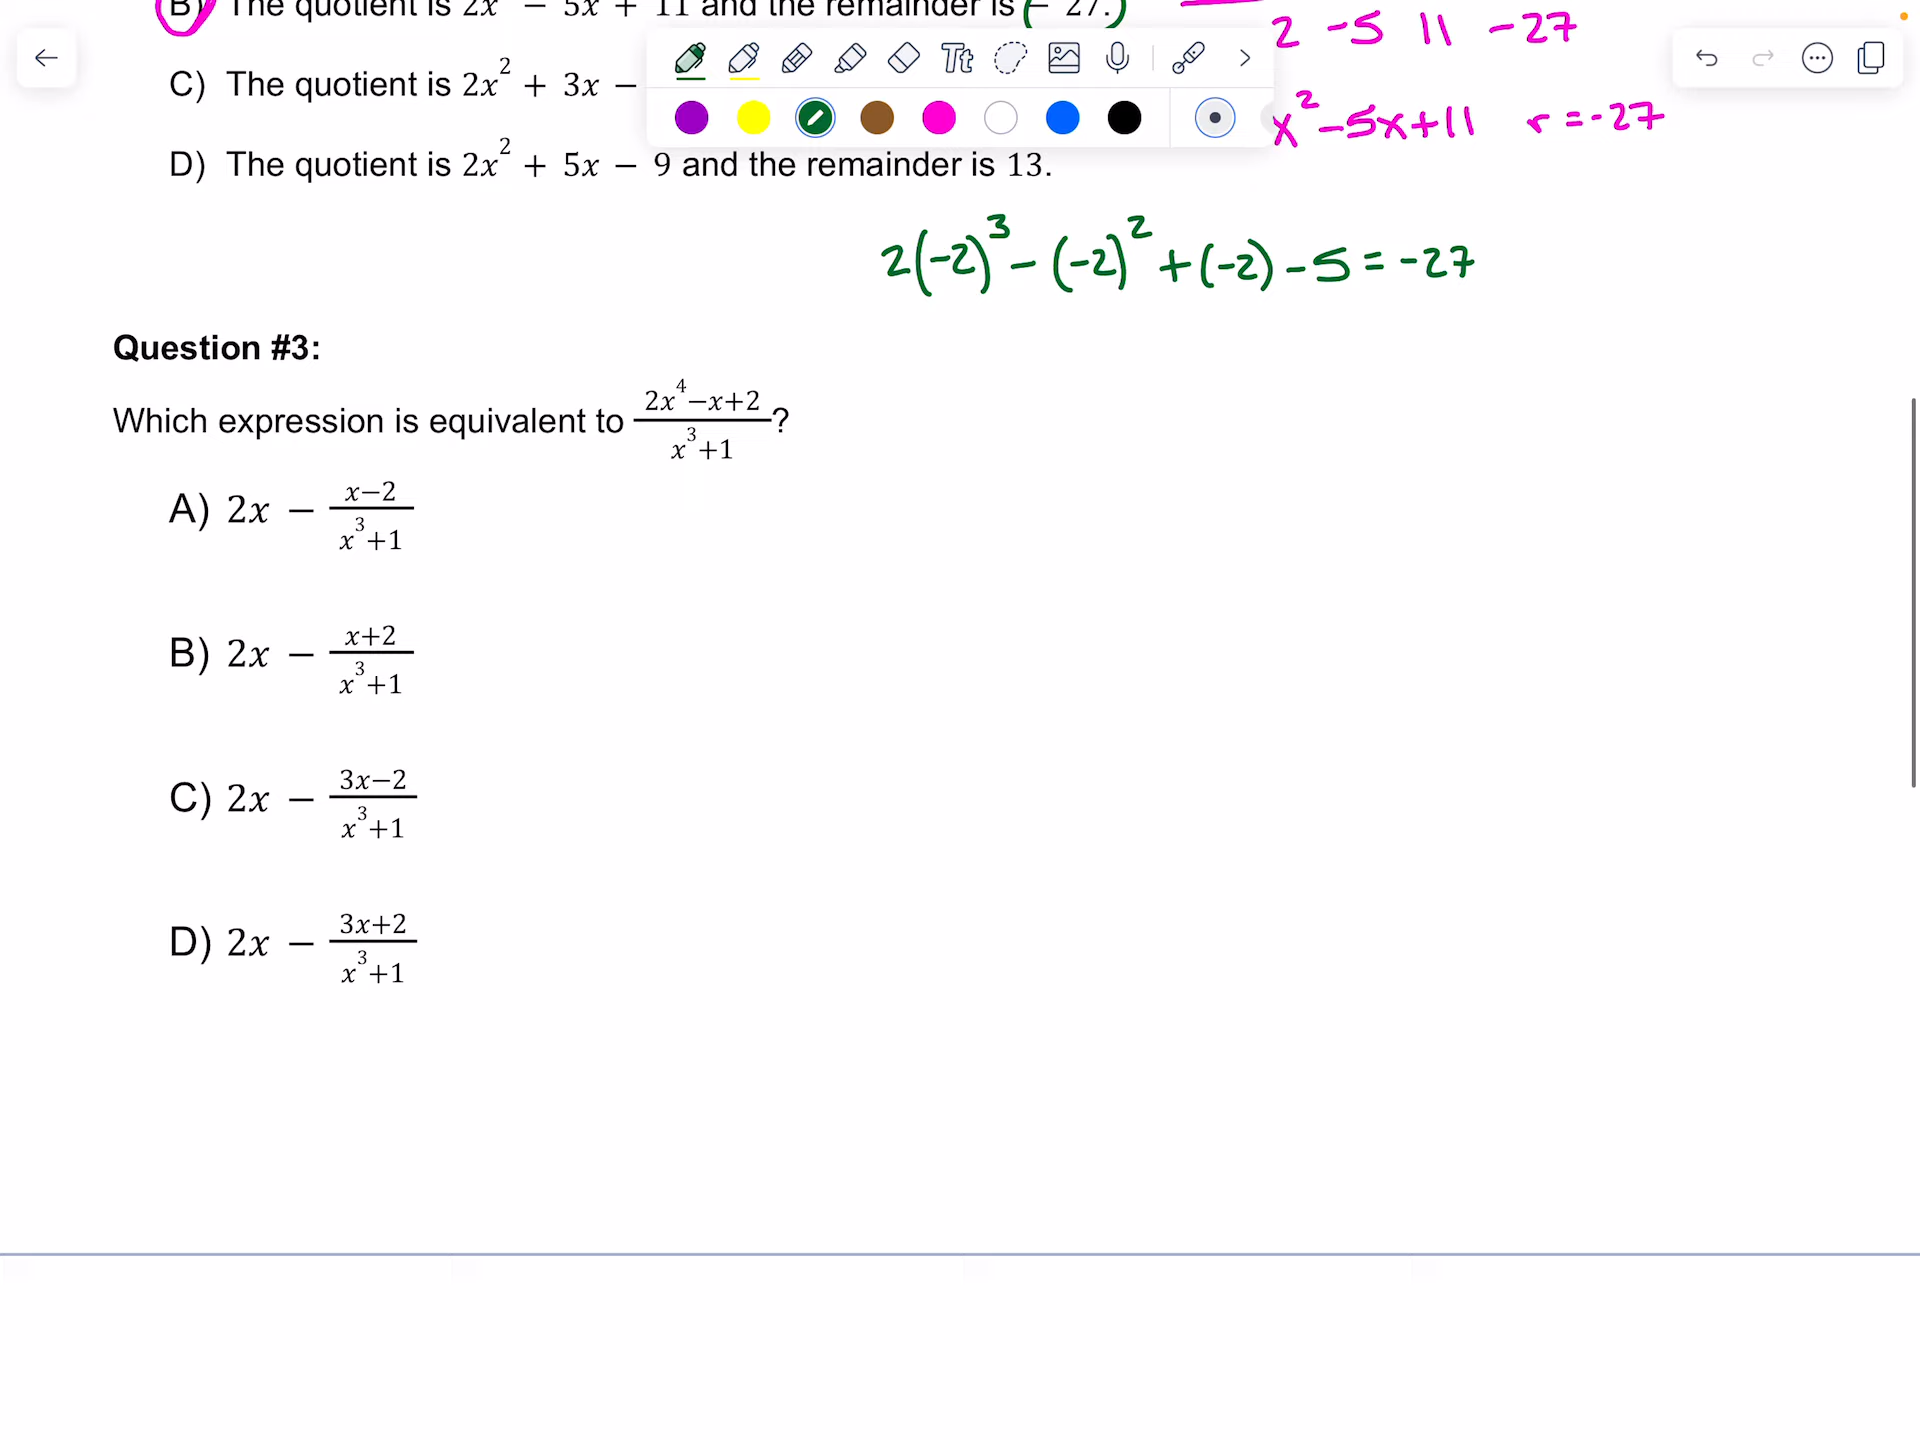 B) The quotient is 2x - 5x + 11 and the remainder is (- 27.)
2 -5 11 -27
Tt
C) The quotient is 2x² + 3x -
x²-5x+11 r=-27
D) The quotient is 2x² + 5x - 9 and the remainder is 13.
2(-2)³-(-2)²+(-2)-5=-27
Question #3:
Which expression is equivalent to (2x⁴-x+2)/(x³+1)?
A) 2x - (x-2)/(x³+1)
B) 2x - (x+2)/(x³+1)
C) 2x - (3x-2)/(x³+1)
D) 2x - (3x+2)/(x³+1)